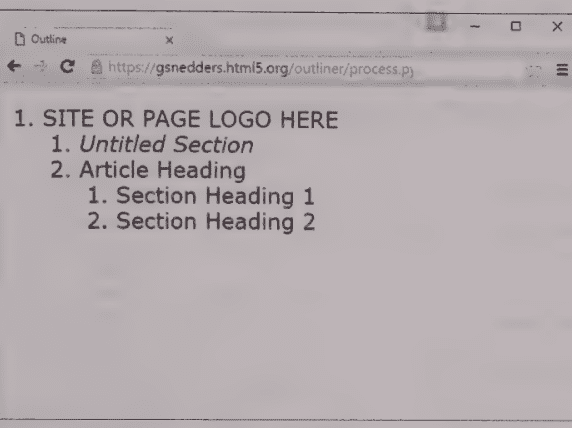 Outline
https://gsnedders.html5.org/outliner/process.py
1. SITE OR PAGE LOGO HERE
1. Untitled Section
2. Article Heading
1. Section Heading 1
2. Section Heading 2